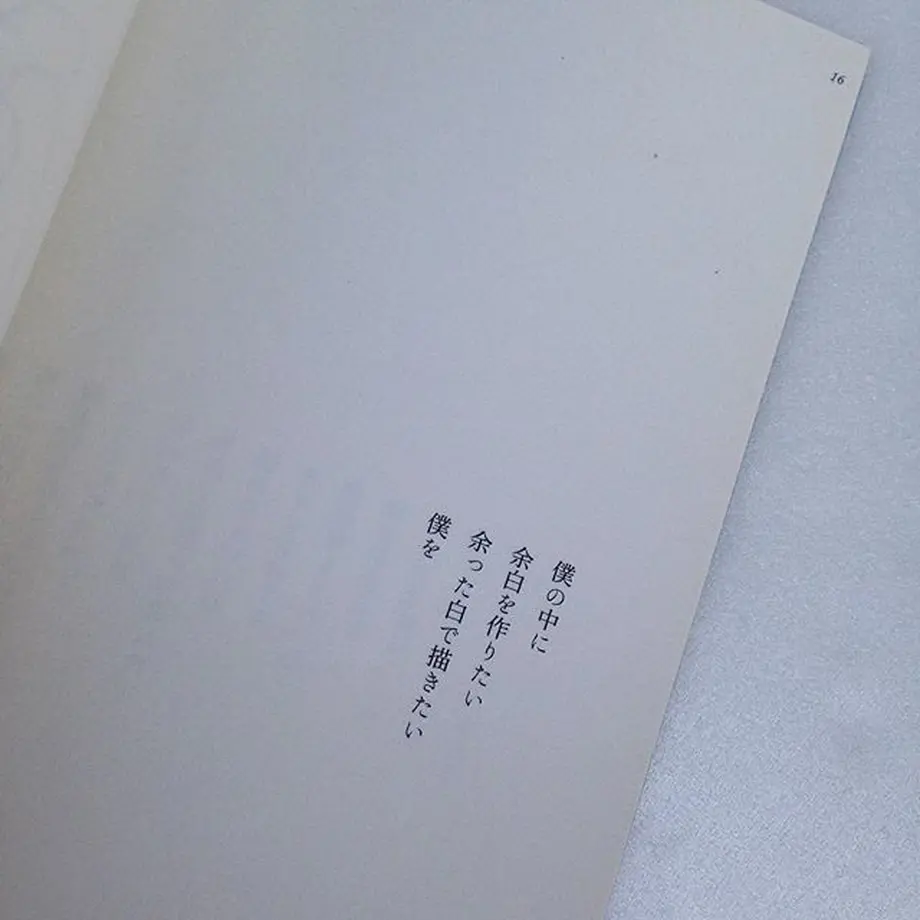 16
僕の中に
余白を作りたい
余った白で描きたい
僕を